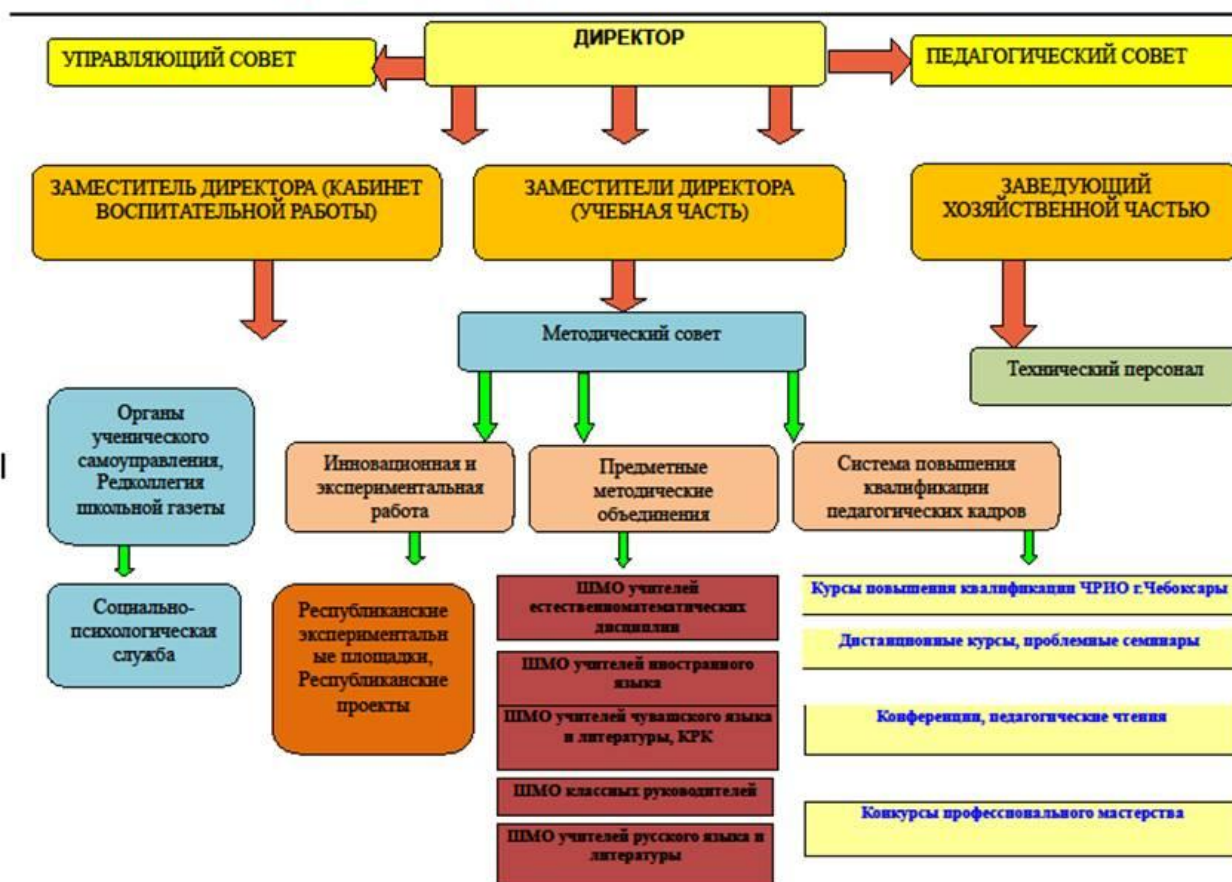 ДИРЕКТОР
УПРАВЛЯЮЩИЙ СОВЕТ
ПЕДАГОГИЧЕСКИЙ СОВЕТ
ЗАМЕСТИТЕЛЬ ДИРЕКТОРА (КАБИНЕТ
ВОСПИТАТЕЛЬНОЙ РАБОТЫ)
ЗАМЕСТИТЕЛИ ДИРЕКТОРА
(УЧЕБНАЯ ЧАСТЬ)
ЗАВЕДУЮЩИЙ
ХОЗЯЙСТВЕННОЙ ЧАСТЬЮ
Методический совет
Технический персонал
Органы
ученического
самоуправления,
Редколлегия
школьной газеты
Инновационная и
экспериментальная
работа
Предметные
методические
объединения
Система повышения
квалификации
педагогических кадров
Социально-
психологическая
служба
Республиканские
экспериментальн
ые площадки,
Республиканские
проекты
ШМО учителей
естественноматематических
дисциплин
ШМО учителей иностранного
языка
ШМО учителей чувашского языка
и литературы, КРК
ШМО классных руководителей
ШМО учителей русского языка и
литературы
Курсы повышения квалификации ЧРИО г.Чебоксары
Дистанционные курсы, проблемные семинары
Конференции, педагогические чтения
Конкурсы профессионального мастерства